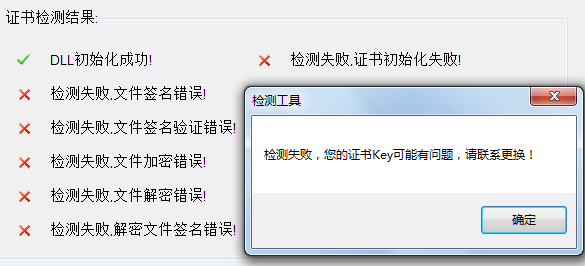 证书检测结果:
DLL初始化成功!
检测失败,证书初始化失败!
检测失败,文件签名错误!
检测失败,文件签名验证错误!
检测失败,文件加密错误!
检测失败,文件解密错误!
检测失败,解密文件签名错误!
检测工具
检测失败，您的证书Key可能有问题，请联系更换！
确定